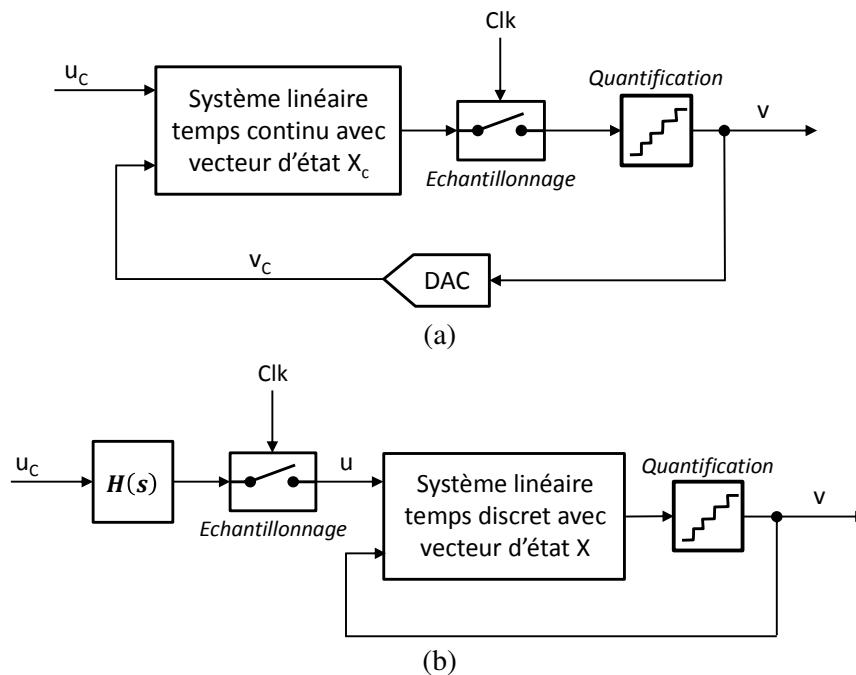 Clk
u_C
Système linéaire
temps continu avec
vecteur d'état X_c
Quantification
v
Echantillonnage
v_C
DAC
(a)
Clk
u_C
H(s)
u
Système linéaire
temps discret avec
vecteur d'état X
Quantification
v
Echantillonnage
(b)